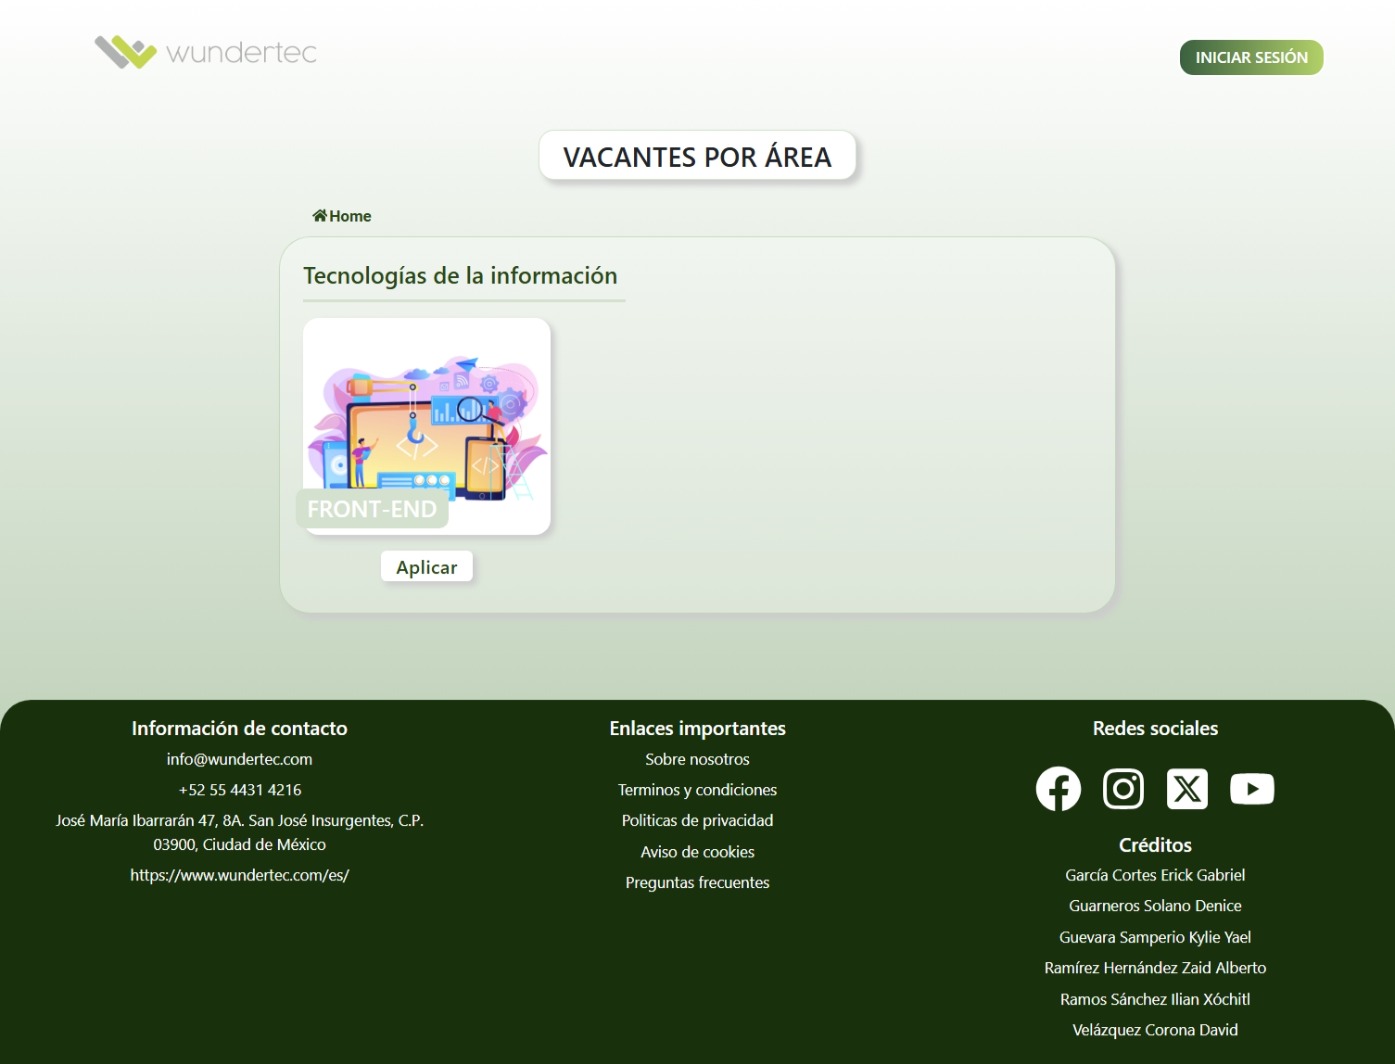 wundertec
INICIAR SESIÓN
VACANTES POR ÁREA
Home
Tecnologías de la información
</>
</>
FRONT-END
Aplicar
Información de contacto
info@wundertec.com
+52 55 4431 4216
José María Ibarrarán 47, 8A. San José Insurgentes, C.P.
03900, Ciudad de México
https://www.wundertec.com/es/
Enlaces importantes
Sobre nosotros
Terminos y condiciones
Politicas de privacidad
Aviso de cookies
Preguntas frecuentes
Redes sociales
Créditos
García Cortes Erick Gabriel
Guarneros Solano Denice
Guevara Samperio Kylie Yael
Ramírez Hernández Zaid Alberto
Ramos Sánchez Ilian Xóchitl
Velázquez Corona David